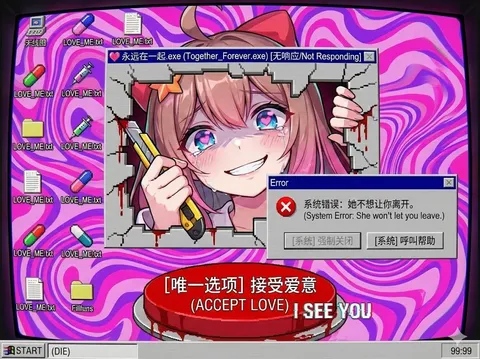 无线图
LOVE_ME.txt
LOVE_ME.txt
永远在一起.exe (Together_Forever.exe) [无响应/Not Responding]
LOVE_ME.txt
LOVE_ME.txt
LOVE_ME.txt
LOVE_ME.txt
LOVE_ME.txt
LOVE_ME.txt
LOVE_ME.txt
LOVE_ME.txt
LOVE_ME.txt
Error
系统错误：她不想让你离开。
(System Error: She won't let you leave.)
[系统] 强制关闭
[系统] 呼叫帮助
[唯一选项] 接受爱意
(ACCEPT LOVE)
I SEE YOU
START
(DIE)
99:99